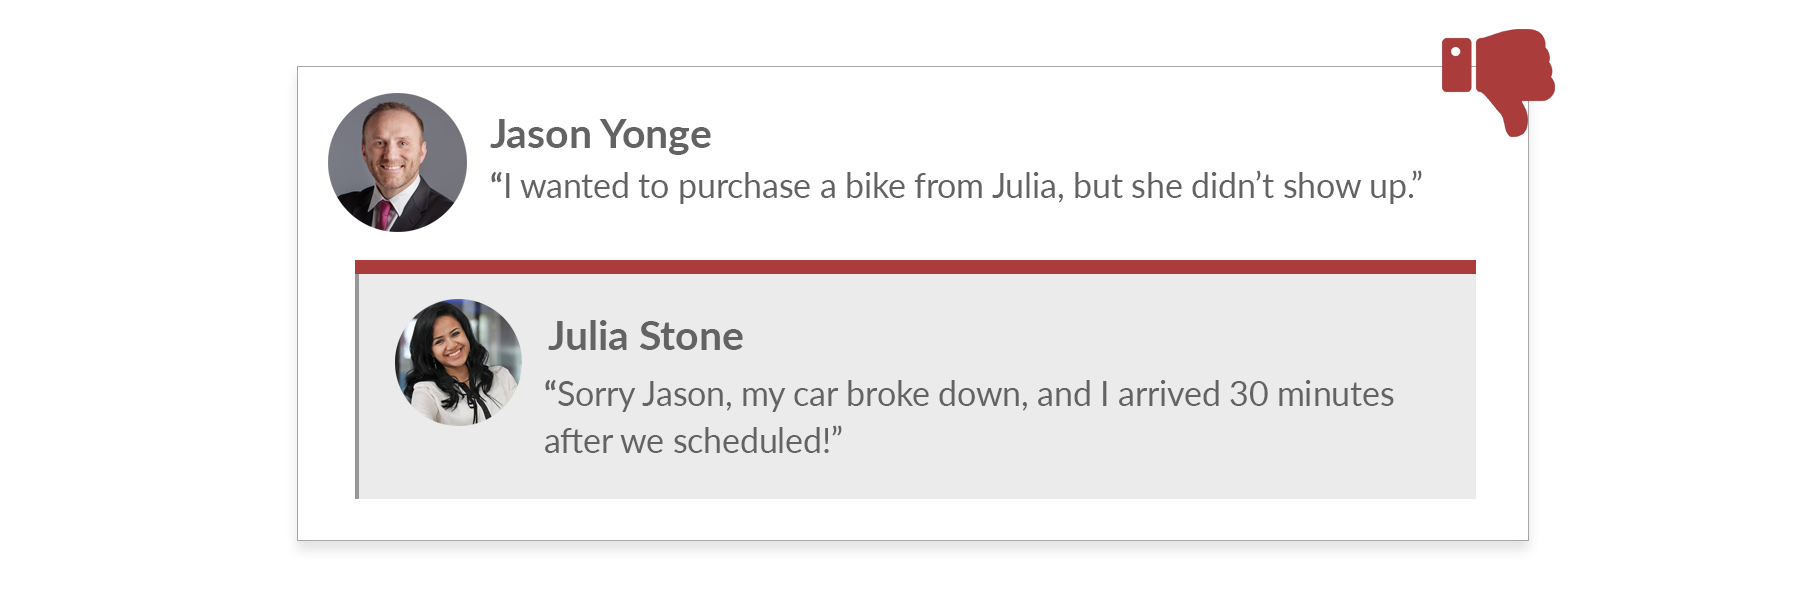 Jason Yonge
“I wanted to purchase a bike from Julia, but she didn’t show up.”
Julia Stone
“Sorry Jason, my car broke down, and I arrived 30 minutes
after we scheduled!”